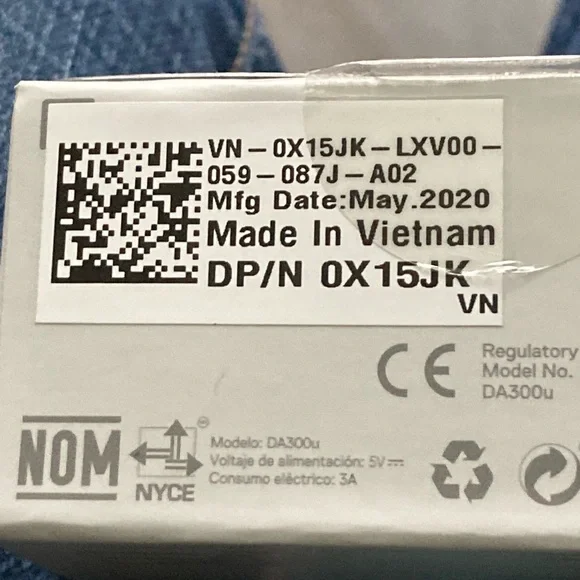 VN-0X15JK-LXV00-
059-087J-A02
Mfg Date:May.2020
Made In Vietnam
DP/N 0X15JK
VN
CE
Regulatory
Model No.
DA300u
NOM
NYCE
Modelo: DA300u
Voltaje de alimentación: 5V⎓
Consumo eléctrico: 3A